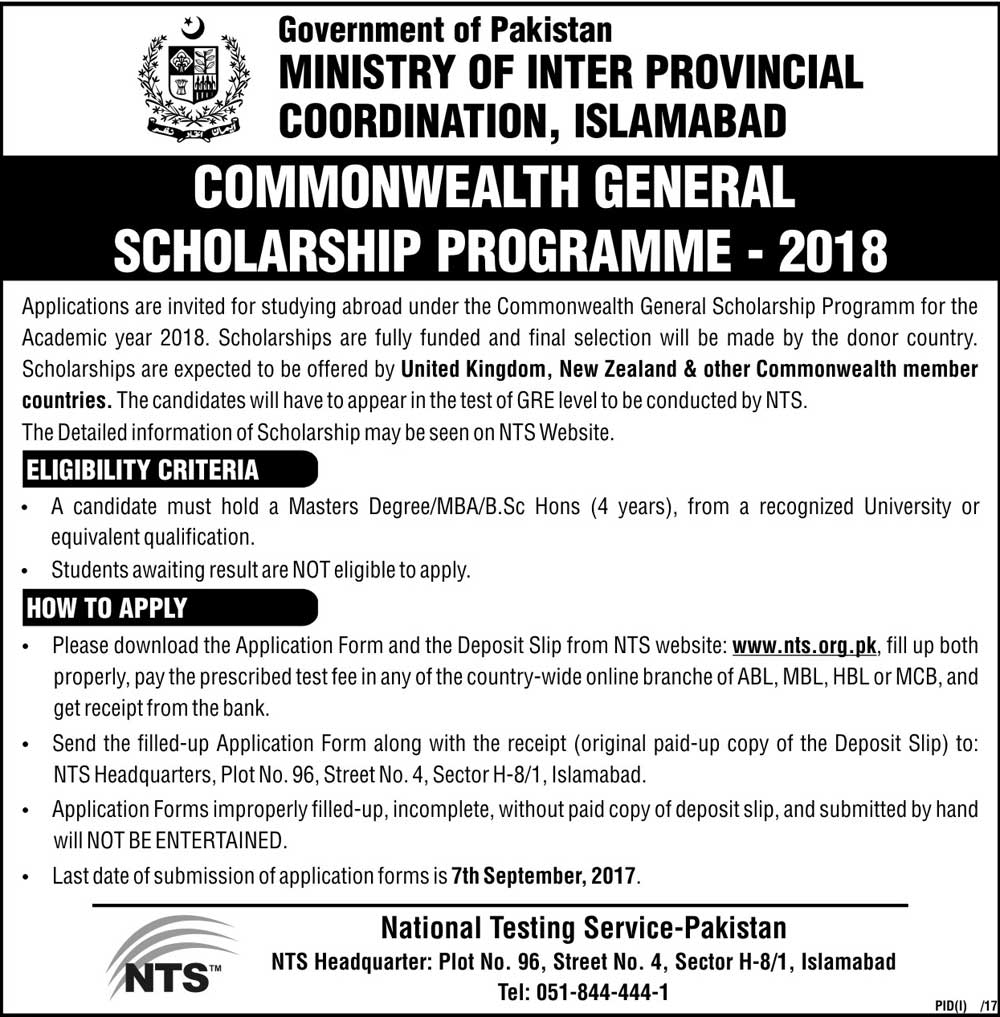 Government of Pakistan
MINISTRY OF INTER PROVINCIAL
COORDINATION, ISLAMABAD
COMMONWEALTH GENERAL
SCHOLARSHIP PROGRAMME - 2018
Applications are invited for studying abroad under the Commonwealth General Scholarship Programm for the
Academic year 2018. Scholarships are fully funded and final selection will be made by the donor country.
Scholarships are expected to be offered by United Kingdom, New Zealand & other Commonwealth member
countries. The candidates will have to appear in the test of GRE level to be conducted by NTS.
The Detailed information of Scholarship may be seen on NTS Website.
ELIGIBILITY CRITERIA
• A candidate must hold a Masters Degree/MBA/B.Sc Hons (4 years), from a recognized University or
equivalent qualification.
• Students awaiting result are NOT eligible to apply.
HOW TO APPLY
• Please download the Application Form and the Deposit Slip from NTS website: www.nts.org.pk, fill up both
properly, pay the prescribed test fee in any of the country-wide online branche of ABL, MBL, HBL or MCB, and
get receipt from the bank.
• Send the filled-up Application Form along with the receipt (original paid-up copy of the Deposit Slip) to:
NTS Headquarters, Plot No. 96, Street No. 4, Sector H-8/1, Islamabad.
• Application Forms improperly filled-up, incomplete, without paid copy of deposit slip, and submitted by hand
will NOT BE ENTERTAINED.
• Last date of submission of application forms is 7th September, 2017.
NTS™
National Testing Service-Pakistan
NTS Headquarter: Plot No. 96, Street No. 4, Sector H-8/1, Islamabad
Tel: 051-844-444-1
PID(I) /17